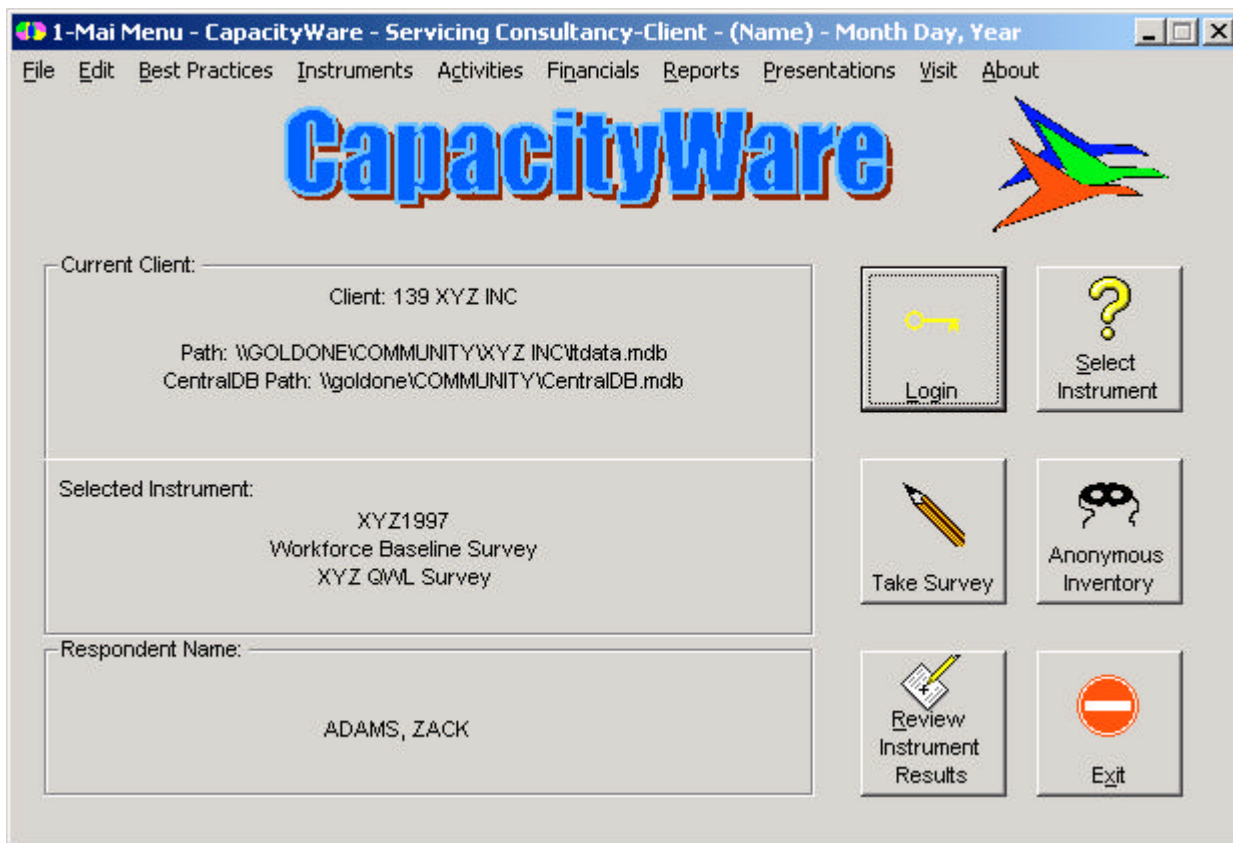 1-Mai Menu - CapacityWare - Servicing Consultancy-Client - (Name) - Month Day, Year
File Edit Best Practices Instruments Activities Financials Reports Presentations Visit About
CapacityWare
Current Client:
Client: 139 XYZ INC
Path: \\GOLDONE\COMMUNITY\XYZ INC\ltdata.mdb
CentralDB Path: \\goldone\COMMUNITY\CentralDB.mdb
Login
Select
Instrument
Selected Instrument:
XYZ1997
Workforce Baseline Survey
XYZ QWL Survey
Take Survey
Anonymous
Inventory
Respondent Name:
ADAMS, ZACK
Review
Instrument
Results
Exit